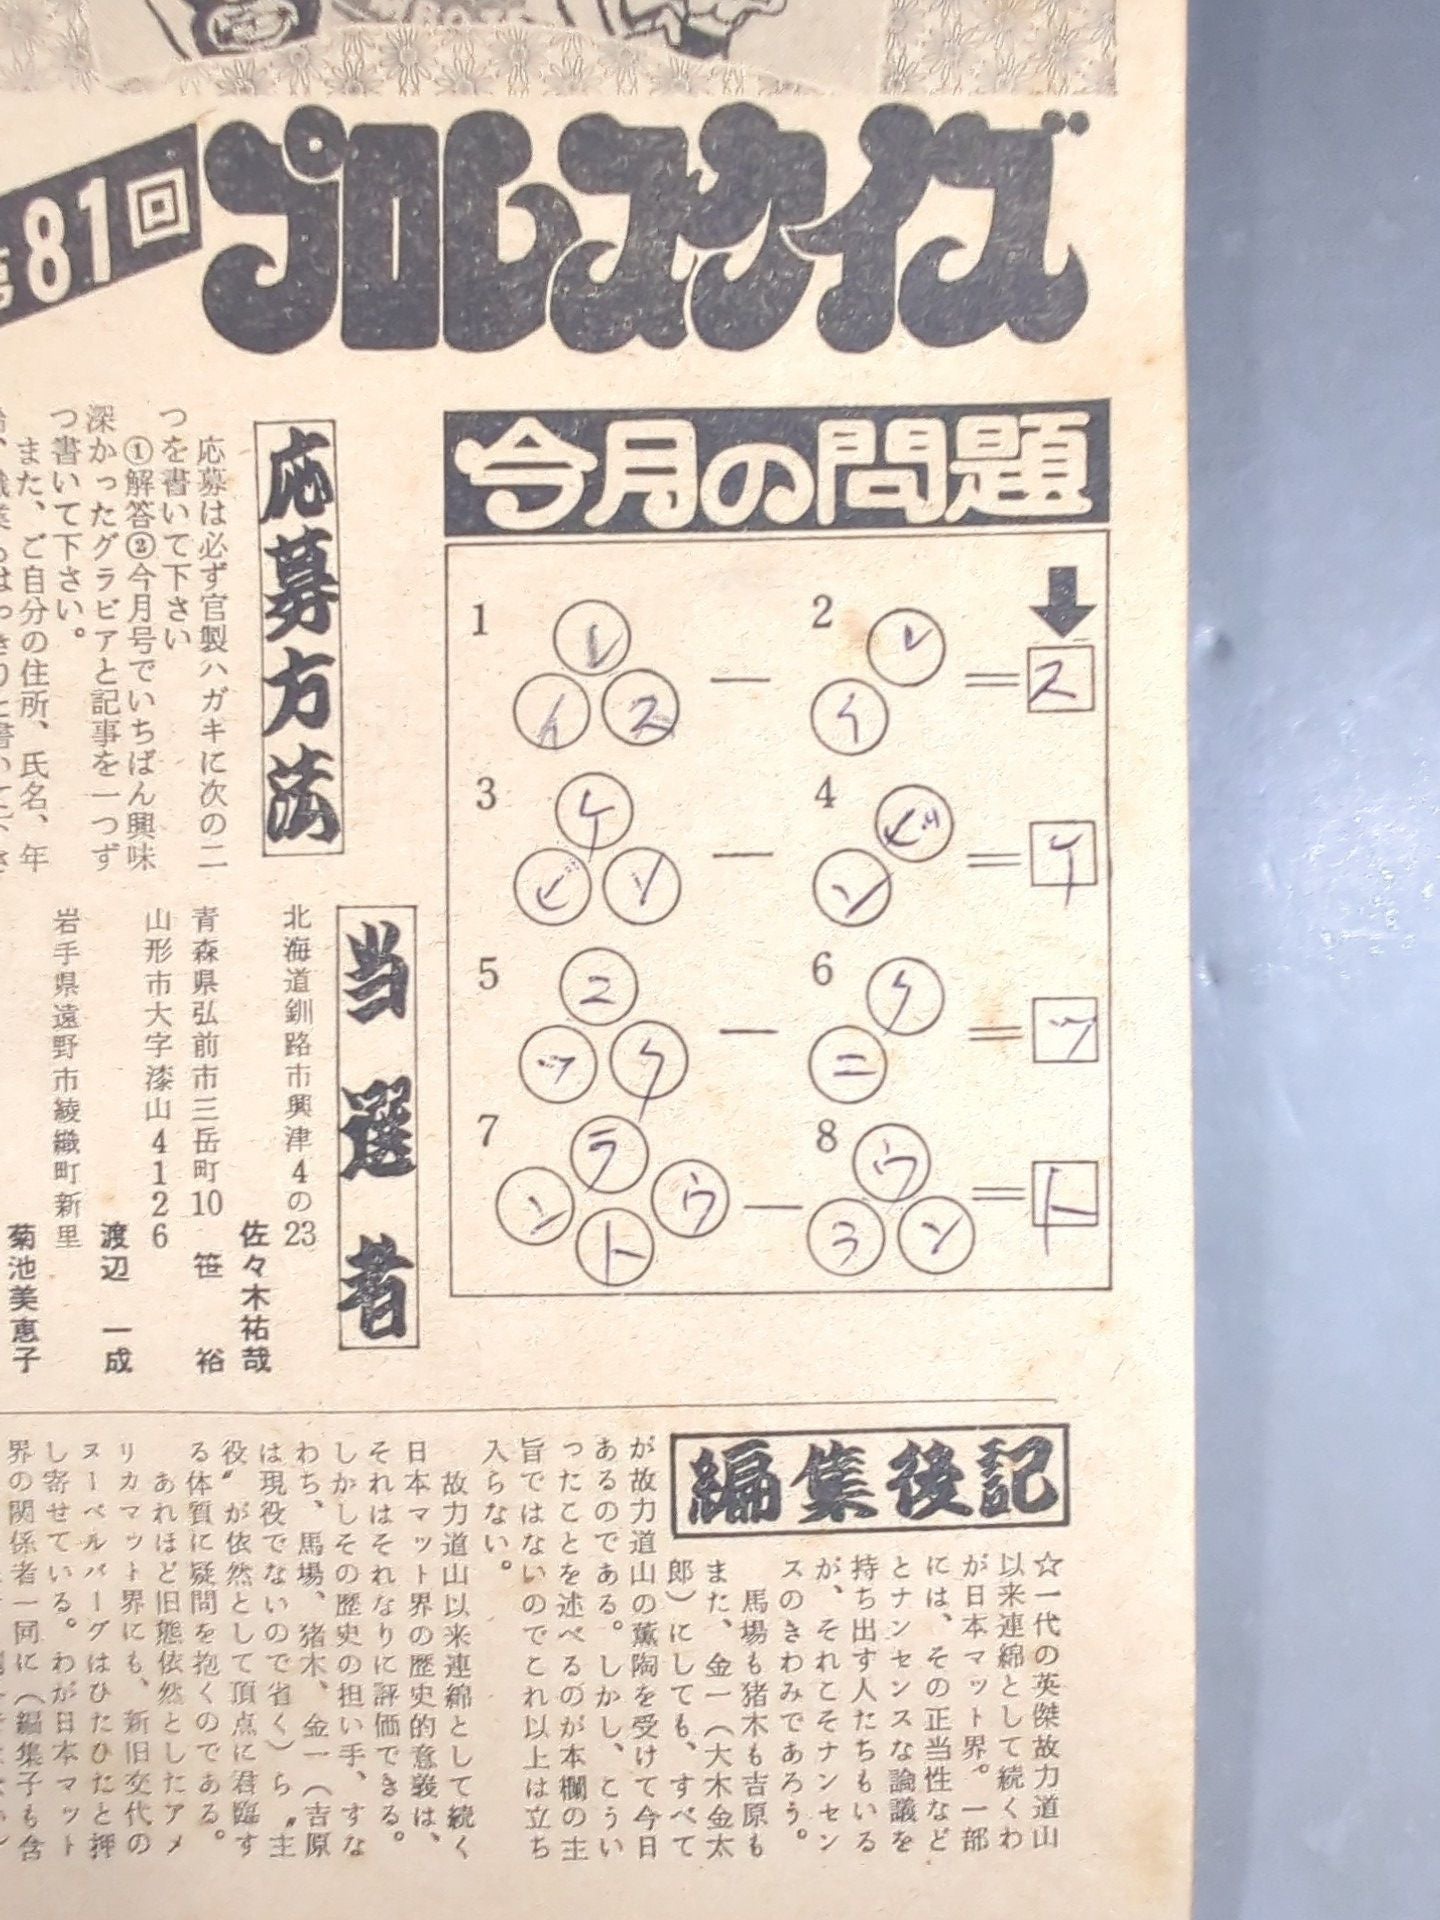 第81回
プロレスクイズ
今月の問題
1
レ
イ
ス
2
レ
イ
ス
3
ケ
ビ
ン
4
ビ
ン
ケ
5
ニ
ッ
ク
6
ク
ニ
ッ
7
ラ
ン
ウ
ト
8
ウ
ラ
ン
ト
応募方法
応募は必ず官製ハガキに次の二
つを書いて下さい
①解答②今月号でいちばん興味
深かったグラビアと記事を一つず
つ書いて下さい。
また、ご自分の住所、氏名、年
当選者
北海道釧路市興津4の23
佐々木祐哉
青森県弘前市三岳町10 笹 裕
山形市大字漆山4126
渡辺 一成
岩手県遠野市綾織町新里
菊池美恵子
編集後記
☆一代の英傑故力道山
以来連綿として続くわ
が日本マット界。一部
には、その正当性など
とナンセンスな論議を
持ち出す人たちもいる
が、それこそナンセン
スのきわみであろう。
馬場も猪木も吉原も
また、金一(大木金太
郎)にしても、すべて
が故力道山の薫陶を受けて今日
あるのである。しかし、こうい
ったことを述べるのが本欄の主
旨ではないのでこれ以上は立ち
入らない。
故力道山以来連綿として続く
日本マット界の歴史的意義は、
それはそれなりに評価できる。
しかしその歴史の担い手、すな
わち、馬場、猪木、金一(吉原
は現役でないので省く)ら〝主
役〟が依然として頂点に君臨す
る体質に疑問を抱くのである。
あれほど旧態依然としたアメ
リカマット界にも、新旧交代の
ヌーベルバーグはひたひたと押
し寄せている。わが日本マット
界の関係者一同に(編集子も含